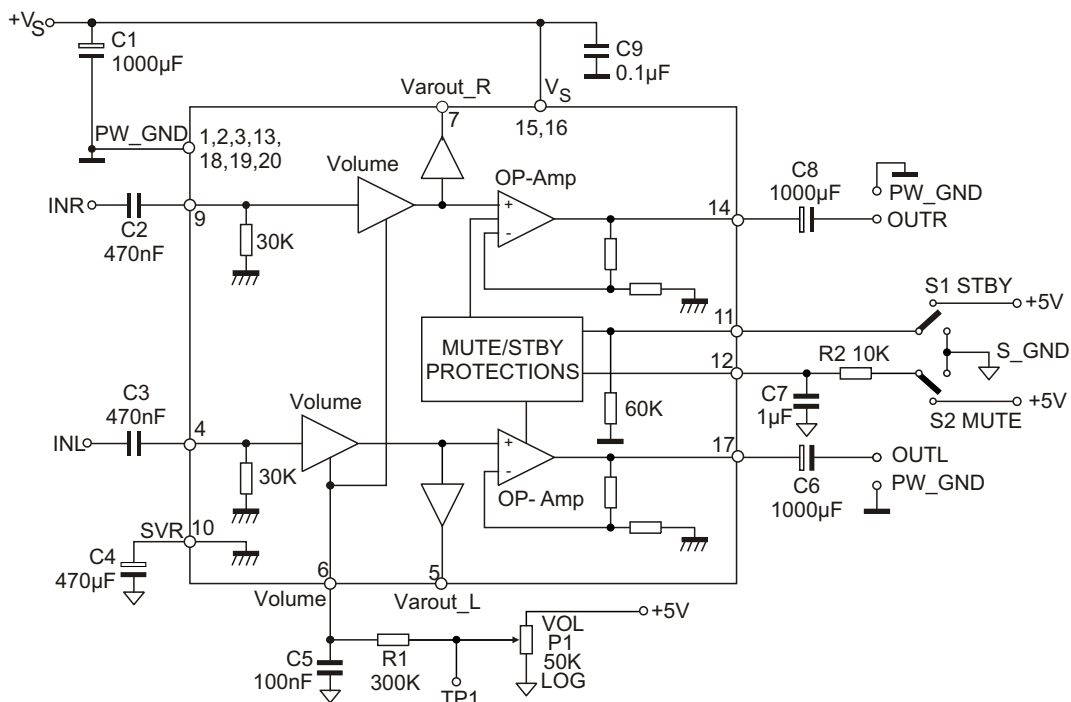 +VS
C1
1000µF
C9
0.1µF
Varout_R
VS
7
15,16
PW_GND
1,2,3,13,
18,19,20
Volume
OP-Amp
C8
1000µF
PW_GND
INR
9
+
-
14
OUTR
C2
470nF
30K
S1 STBY
+5V
11
MUTE/STBY
PROTECTIONS
S_GND
12
R2 10K
C3
470nF
Volume
60K
C7
1µF
+5V
S2 MUTE
INL
4
+
-
17
OUTL
30K
OP- Amp
C6
1000µF
PW_GND
SVR
10
C4
470µF
6
5
Volume
Varout_L
+5V
VOL
P1
50K
LOG
C5
100nF
R1
300K
TP1